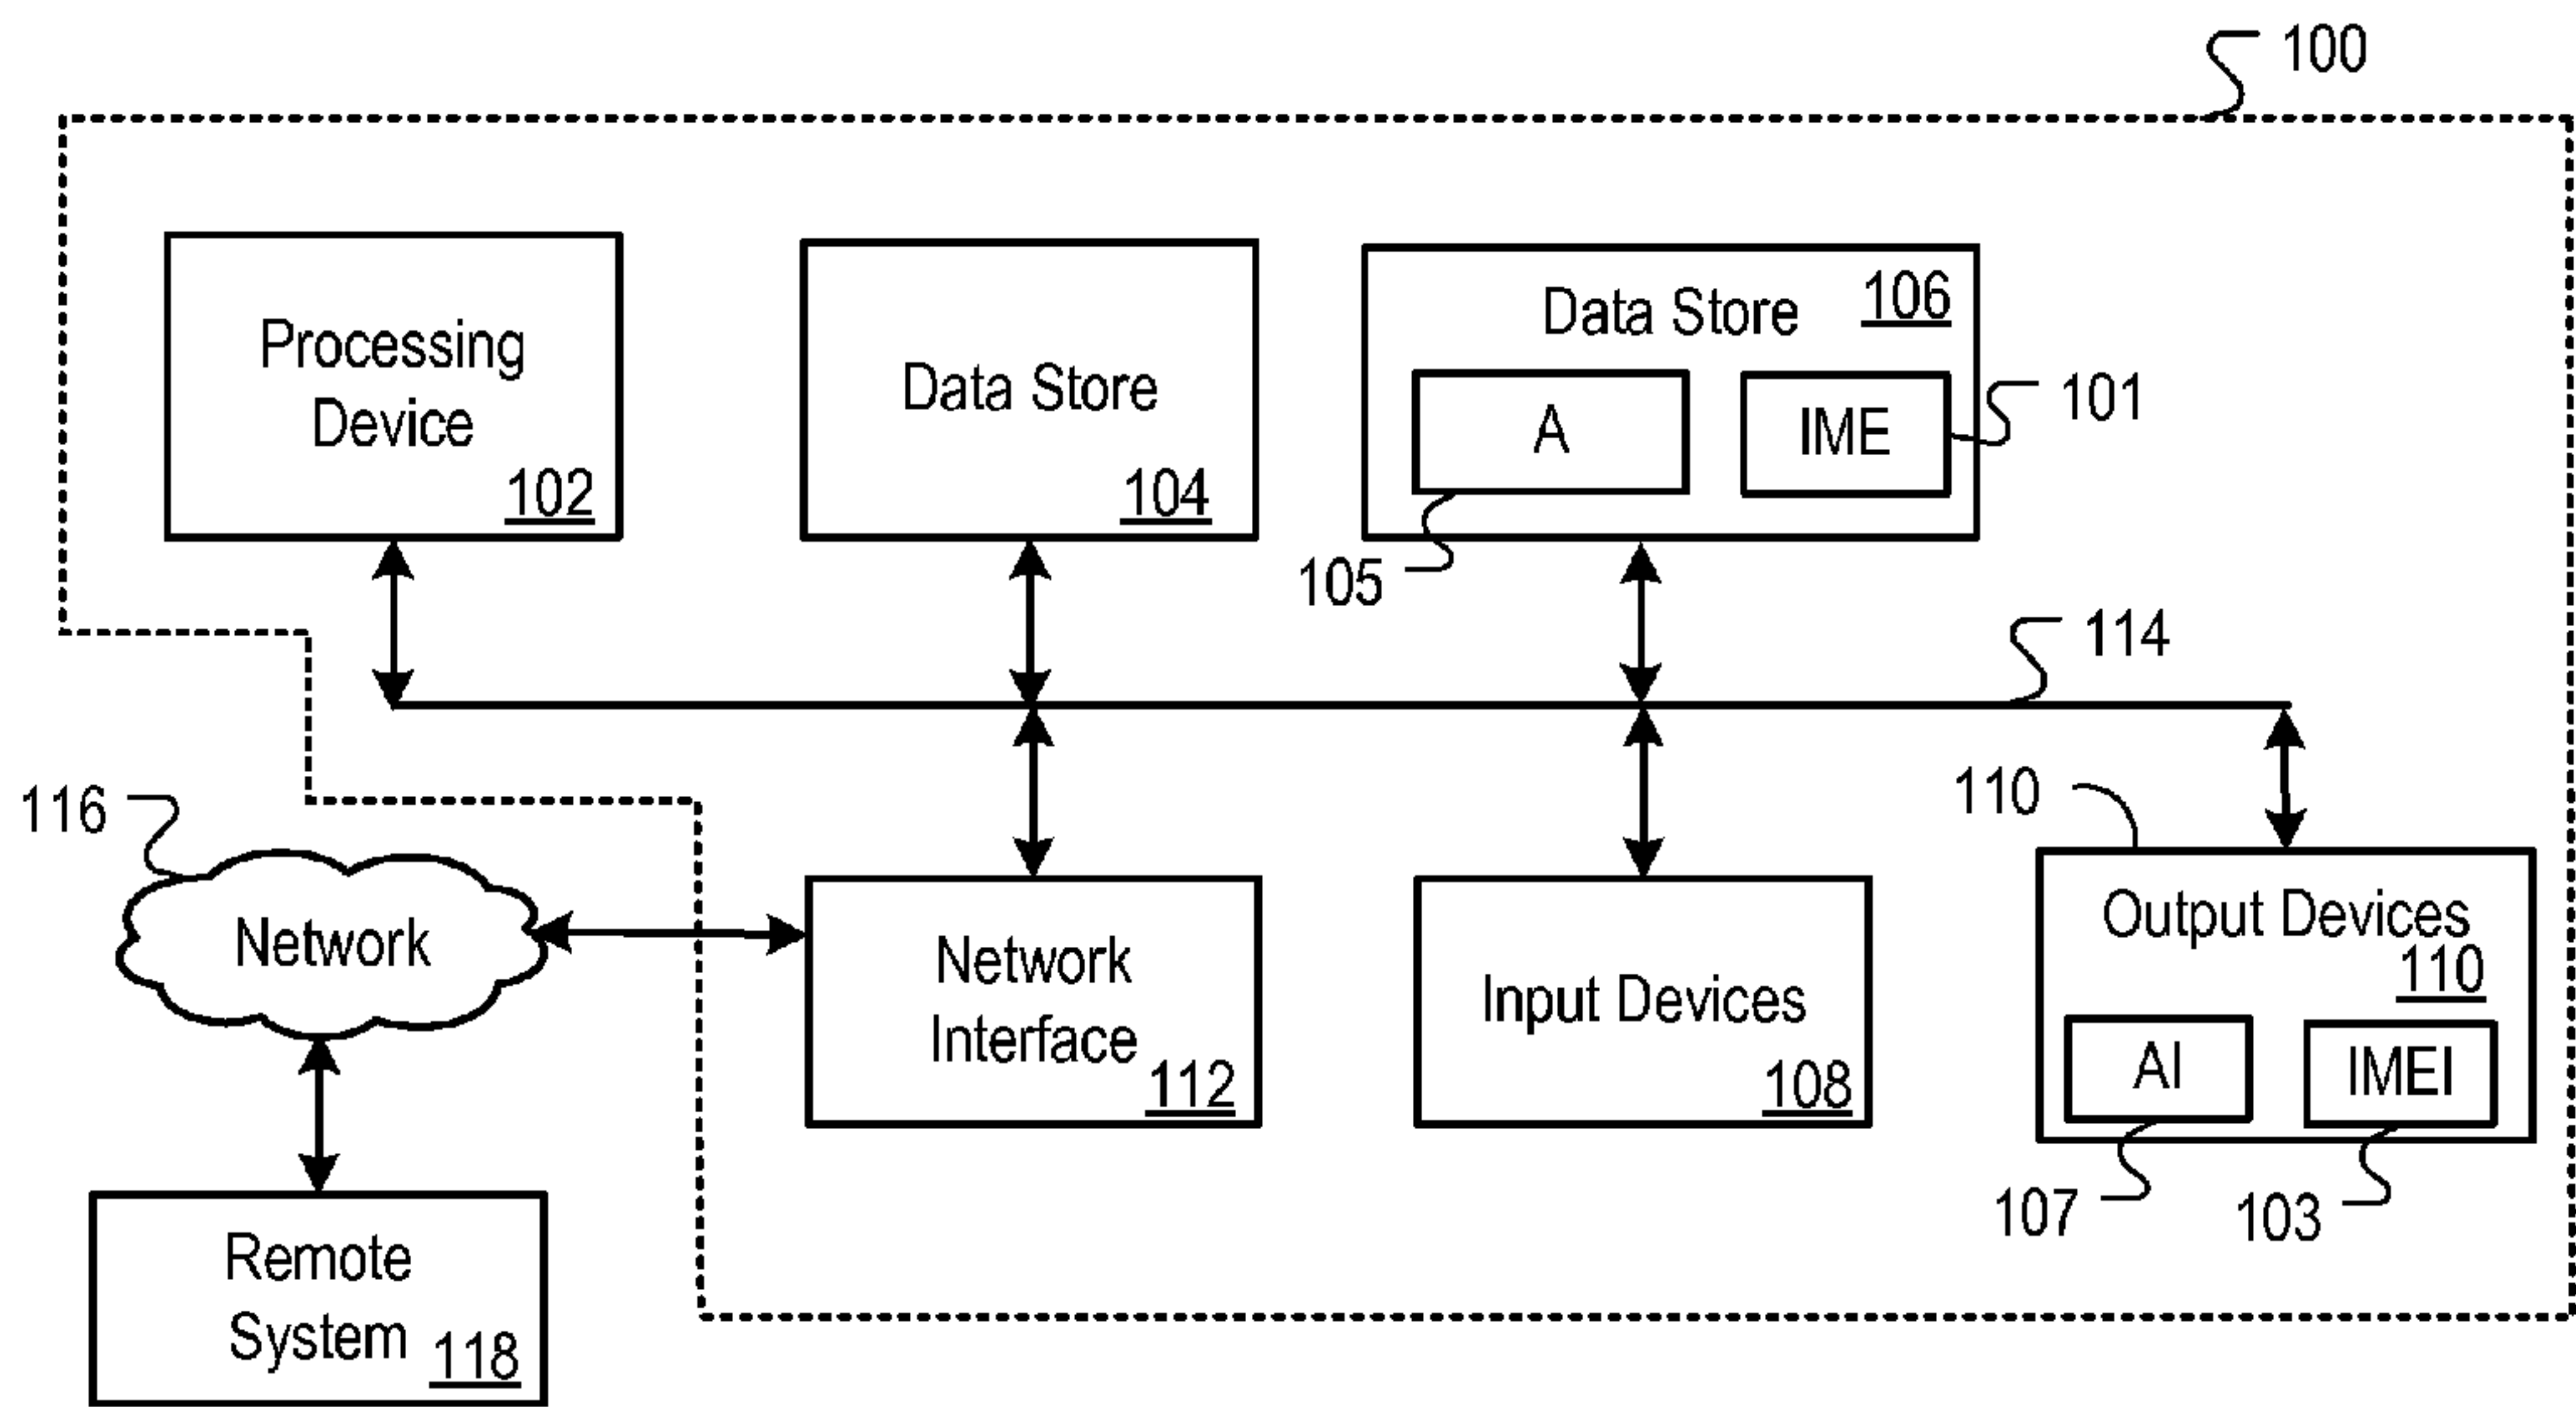 100
Processing
Device
102
Data Store
104
Data Store
106
A
IME
101
105
114
116
Network
Network
Interface
112
Input Devices
108
110
Output Devices
110
AI
IMEI
107
103
Remote
System
118